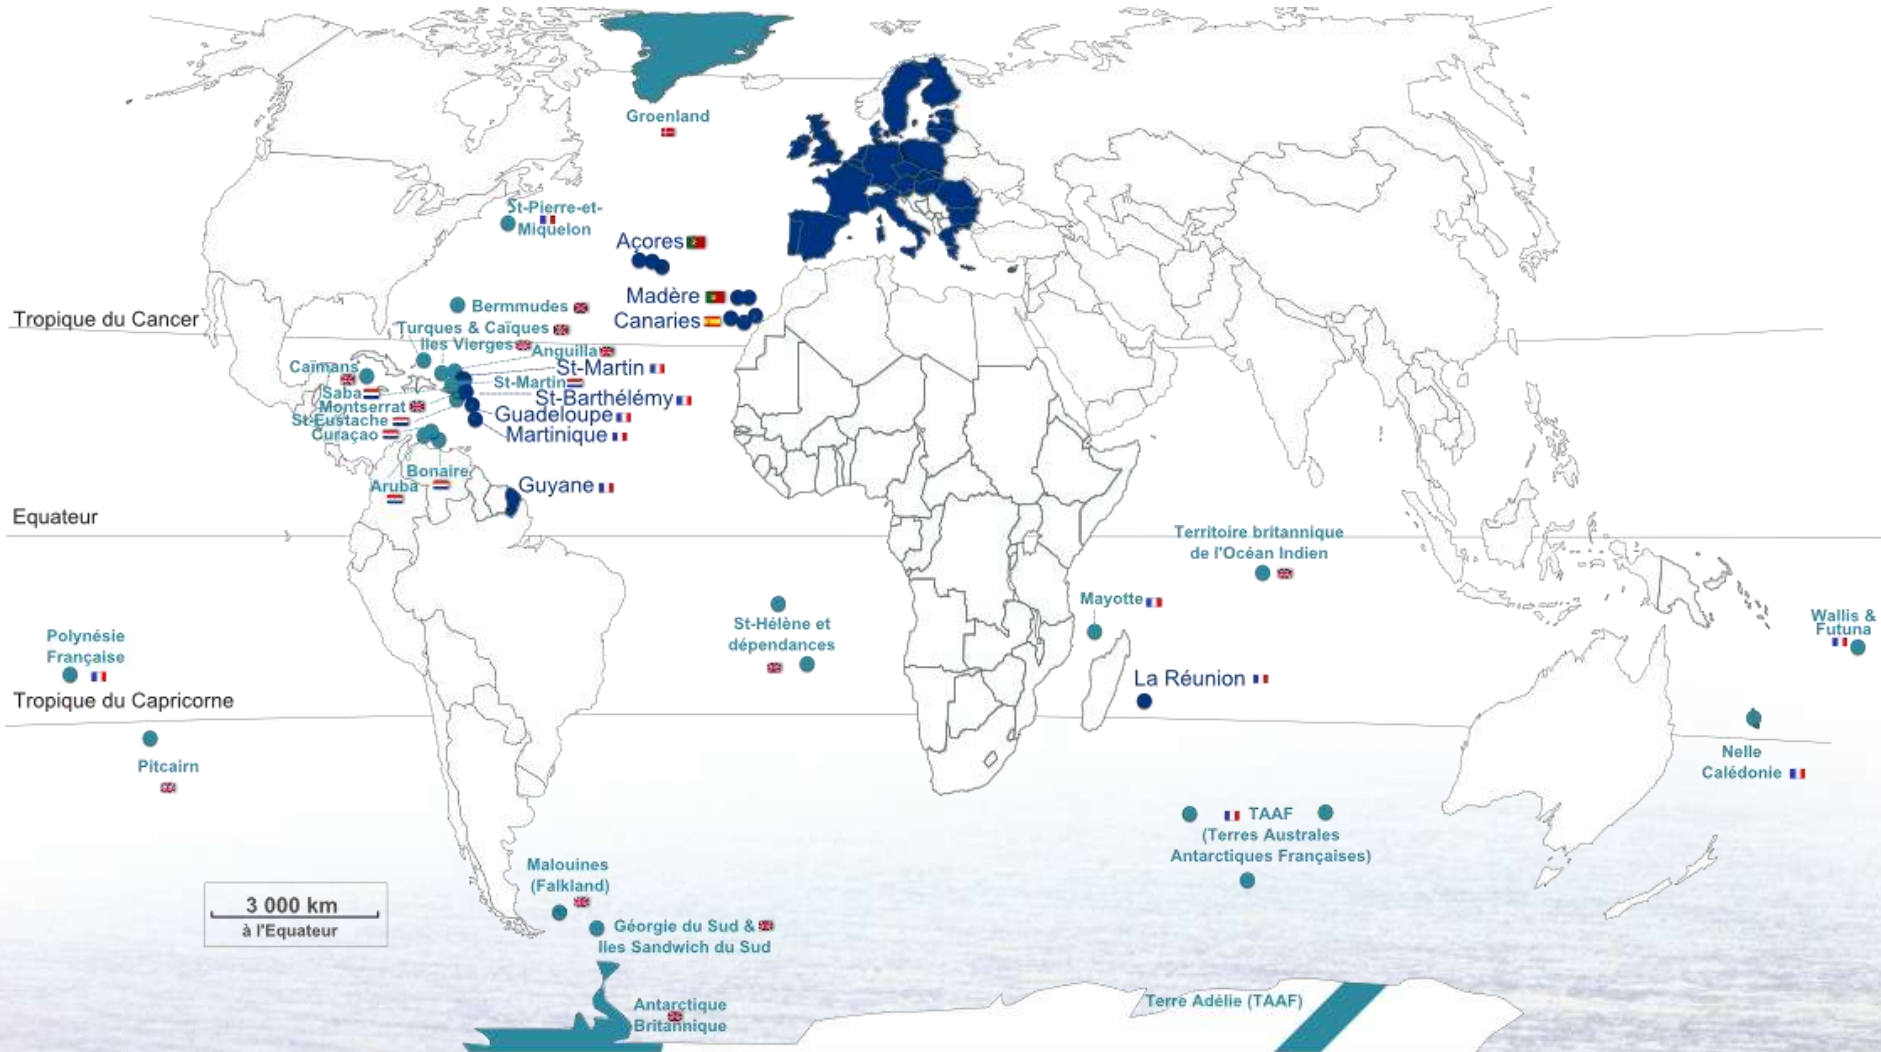 Groenland
St-Pierre-et-
Miquelon
Açores
Madère
Canaries
Bermmudes
Tropique du Cancer
Turques & Caïques
Iles Vierges
Anguilla
Caïmans
St-Martin
St-Martin
Saba
St-Barthélémy
Montserrat
Guadeloupe
St-Eustache
Curaçao
Martinique
Bonaire
Aruba
Guyane
Equateur
Territoire britannique
de l'Océan Indien
Mayotte
St-Hélène et
dépendances
Wallis &
Futuna
Polynésie
Française
La Réunion
Tropique du Capricorne
Pitcairn
Nelle
Calédonie
TAAF
(Terres Australes
Antarctiques Françaises)
Malouines
(Falkland)
3 000 km
à l'Equateur
Géorgie du Sud &
Iles Sandwich du Sud
Antarctique
Britannique
Terre Adélie (TAAF)